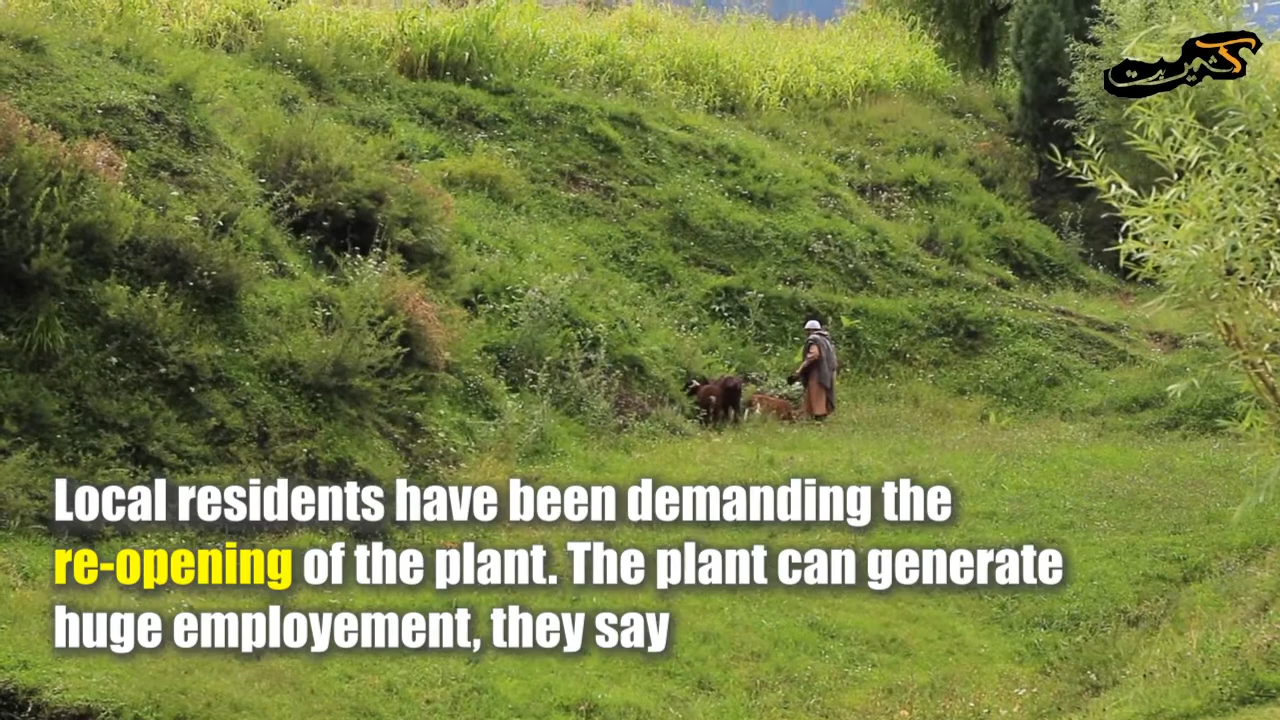 کشمیریت
Local residents have been demanding the
re-opening of the plant. The plant can generate
huge employement, they say